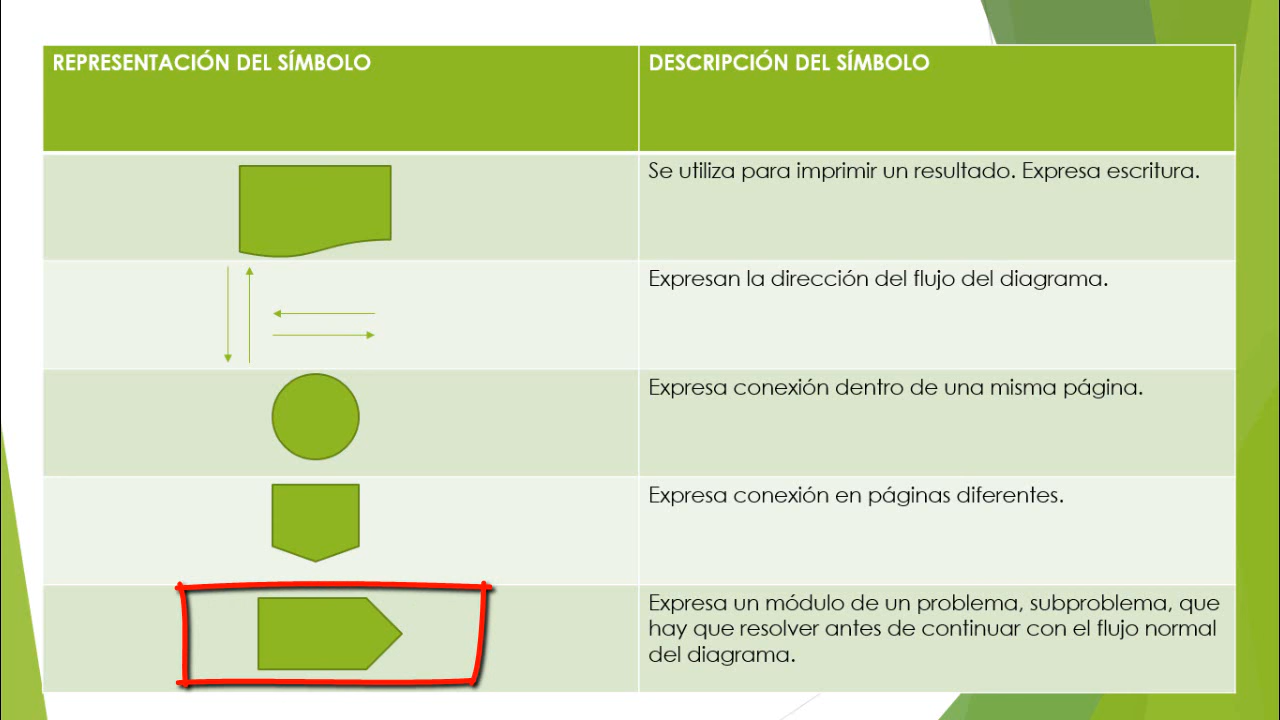 REPRESENTACIÓN DEL SÍMBOLO
DESCRIPCIÓN DEL SÍMBOLO
Se utiliza para imprimir un resultado. Expresa escritura.
Expresan la dirección del flujo del diagrama.
Expresa conexión dentro de una misma página.
Expresa conexión en páginas diferentes.
Expresa un módulo de un problema, subproblema, que
hay que resolver antes de continuar con el flujo normal
del diagrama.